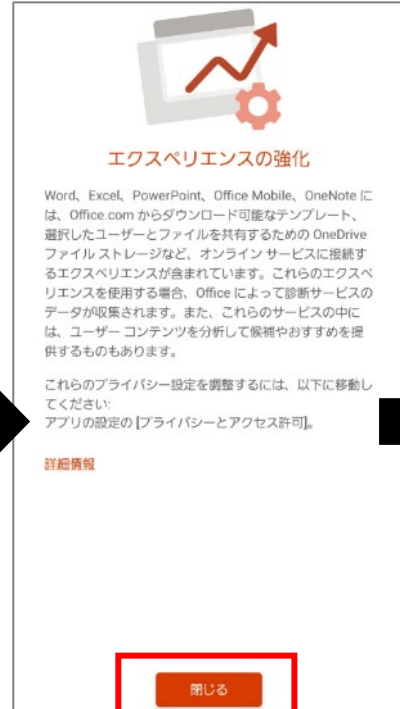 エクスペリエンスの強化
Word、Excel、PowerPoint、Office Mobile、OneNote に
は、Office.com からダウンロード可能なテンプレート、
選択したユーザーとファイルを共有するための OneDrive
ファイル ストレージなど、オンライン サービスに接続す
るエクスペリエンスが含まれています。これらのエクスペ
リエンスを使用する場合、Office によって診断サービスの
データが収集されます。また、これらのサービスの中に
は、ユーザー コンテンツを分析して候補やおすすめを提
供するものもあります。
これらのプライバシー設定を調整するには、以下に移動し
てください:
アプリの設定の [プライバシーとアクセス許可]。
詳細情報
閉じる